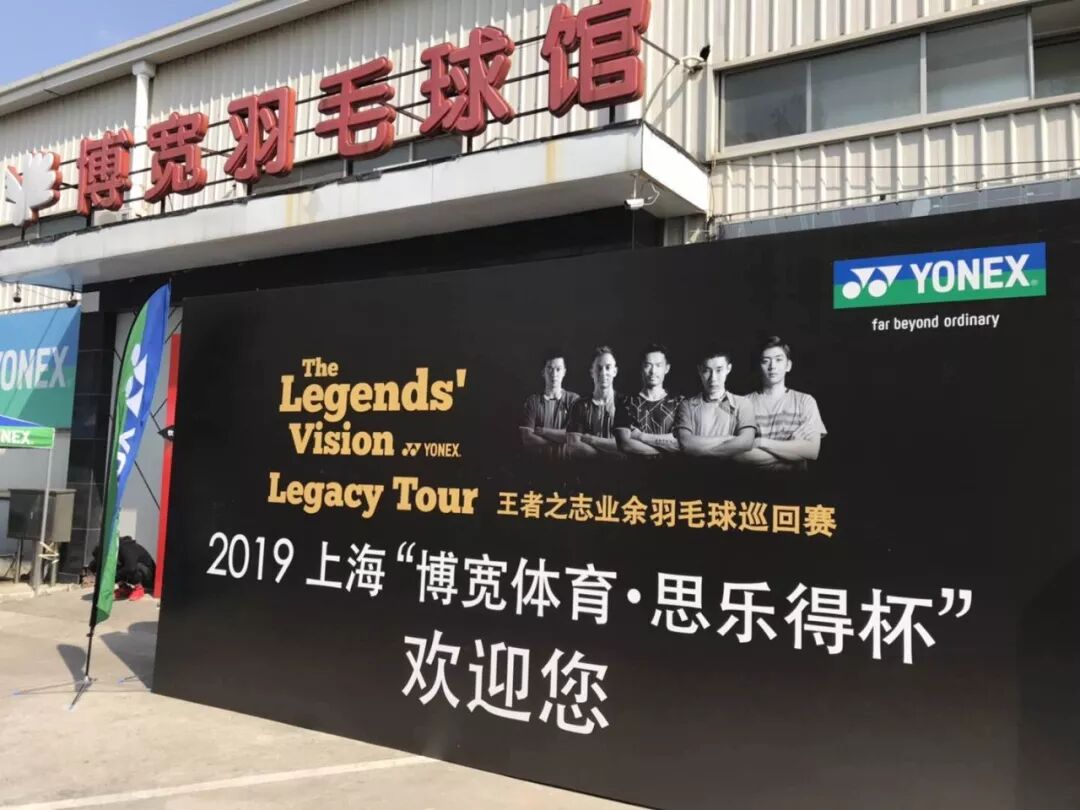 博宽羽毛球馆
YONEX
far beyond ordinary
YONEX
NEX
The
Legends'
Vision YONEX
Legacy Tour 王者之志业余羽毛球巡回赛
2019 上海“博宽体育·思乐得杯”
欢迎您